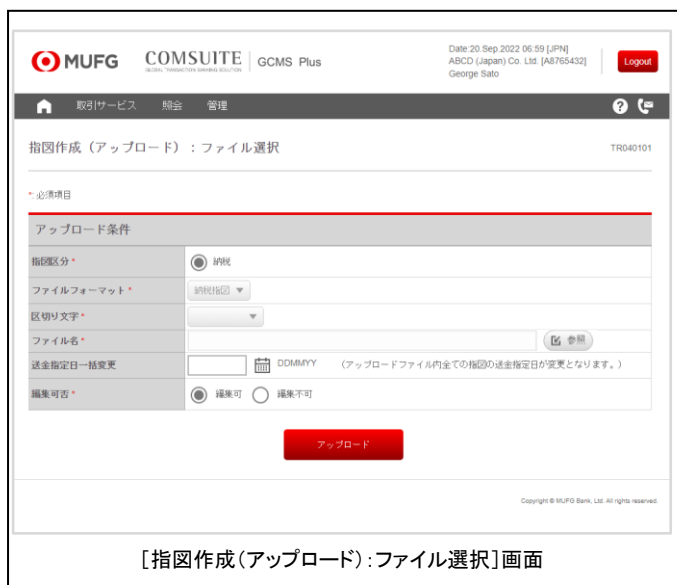 MUFG COMSUITE GCMS Plus
GLOBAL TRANSACTION BANKING SOLUTION
Date:20 Sep.2022 06:59 [JPN]
ABCD (Japan) Co. Ltd. [A8765432]
George Sato
Logout
取引サービス 照会 管理
指図作成（アップロード）：ファイル選択 TR040101
*: 必須項目
アップロード条件
指図区分* 納税
ファイルフォーマット* 納税指図
区切り文字*
ファイル名* 参照
送金指定日一括変更 DDMMYY （アップロードファイル内全ての指図の送金指定日が変更となります。）
編集可否* 編集可 編集不可
アップロード
Copyright © MUFG Bank, Ltd. All rights reserved.
[指図作成(アップロード):ファイル選択]画面